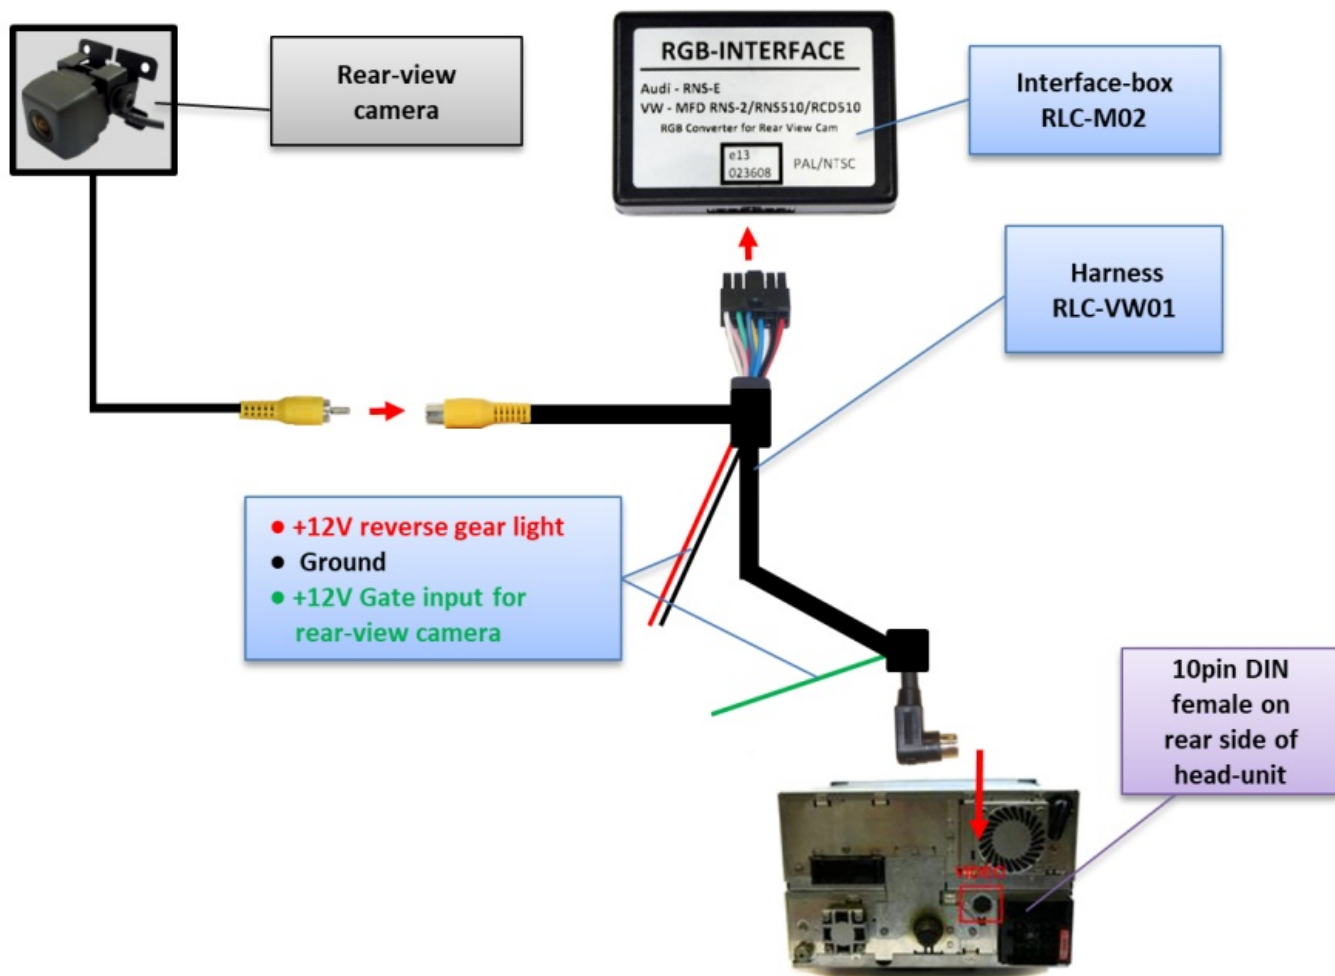 Rear-view
camera
RGB-INTERFACE
Audi - RNS-E
VW - MFD RNS-2/RNS510/RCD510
RGB Converter for Rear View Cam
e13
023608
PAL/NTSC
Interface-box
RLC-M02
Harness
RLC-VW01
• +12V reverse gear light
• Ground
• +12V Gate input for
rear-view camera
10pin DIN
female on
rear side of
head-unit
VIDEO